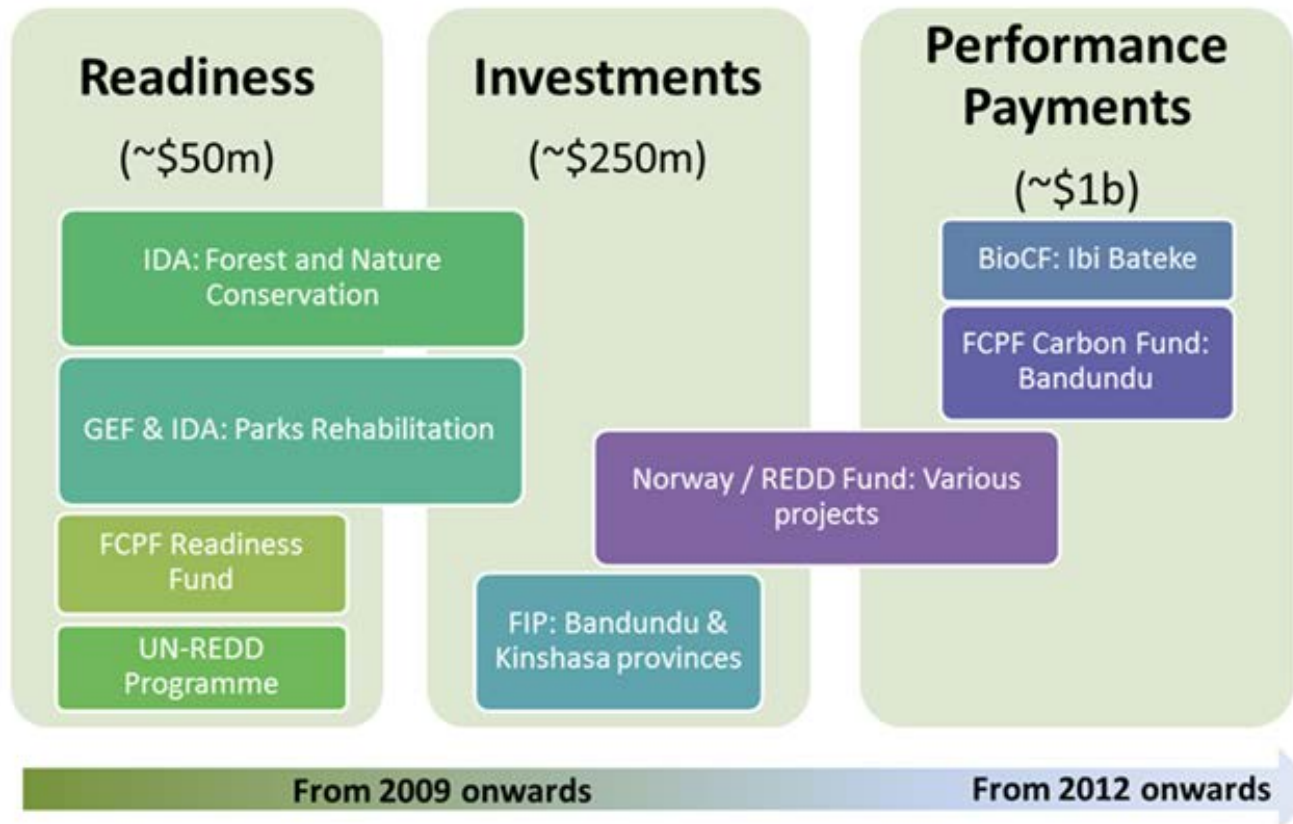 Readiness
(~$50m)
IDA: Forest and Nature
Conservation
GEF & IDA: Parks Rehabilitation
FCPF Readiness
Fund
UN-REDD
Programme
Investments
(~$250m)
Norway / REDD Fund: Various
projects
FIP: Bandundu &
Kinshasa provinces
Performance
Payments
(~$1b)
BioCF: Ibi Bateke
FCPF Carbon Fund:
Bandundu
From 2009 onwards
From 2012 onwards